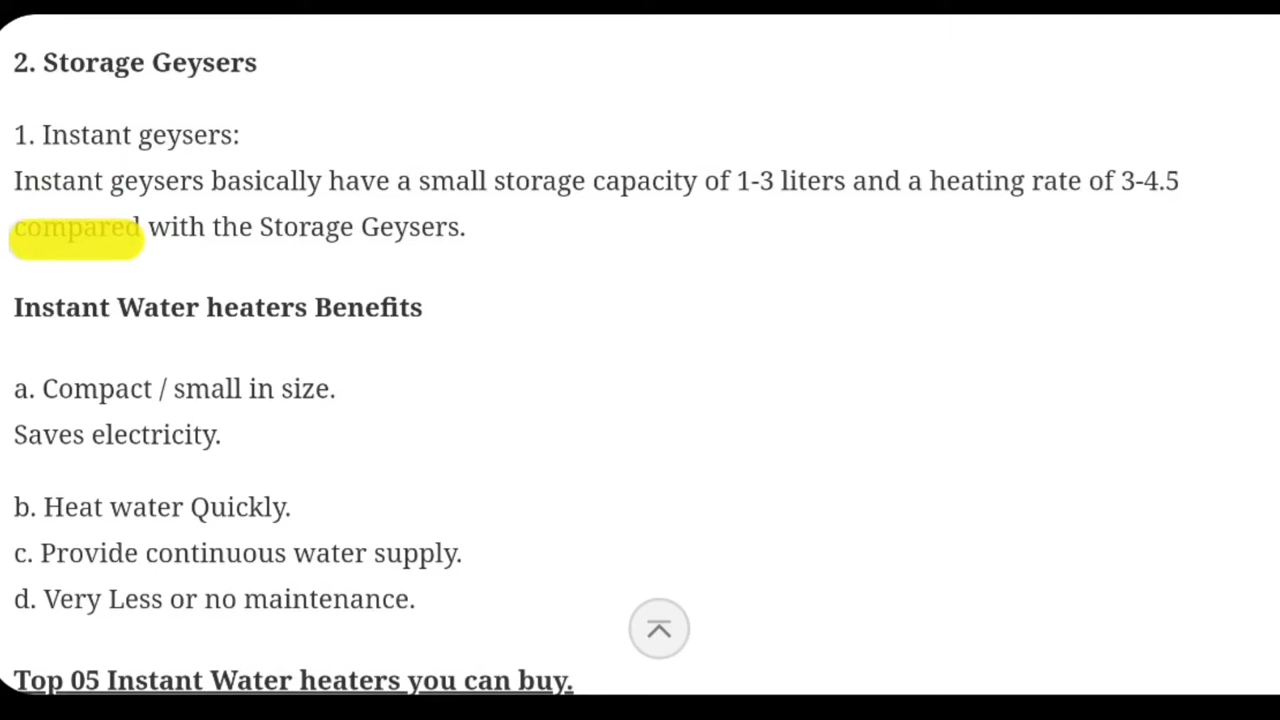 2. Storage Geysers
1. Instant geysers:
Instant geysers basically have a small storage capacity of 1-3 liters and a heating rate of 3-4.5
compared with the Storage Geysers.
Instant Water heaters Benefits
a. Compact / small in size.
Saves electricity.
b. Heat water Quickly.
c. Provide continuous water supply.
d. Very Less or no maintenance.
Top 05 Instant Water heaters you can buy.